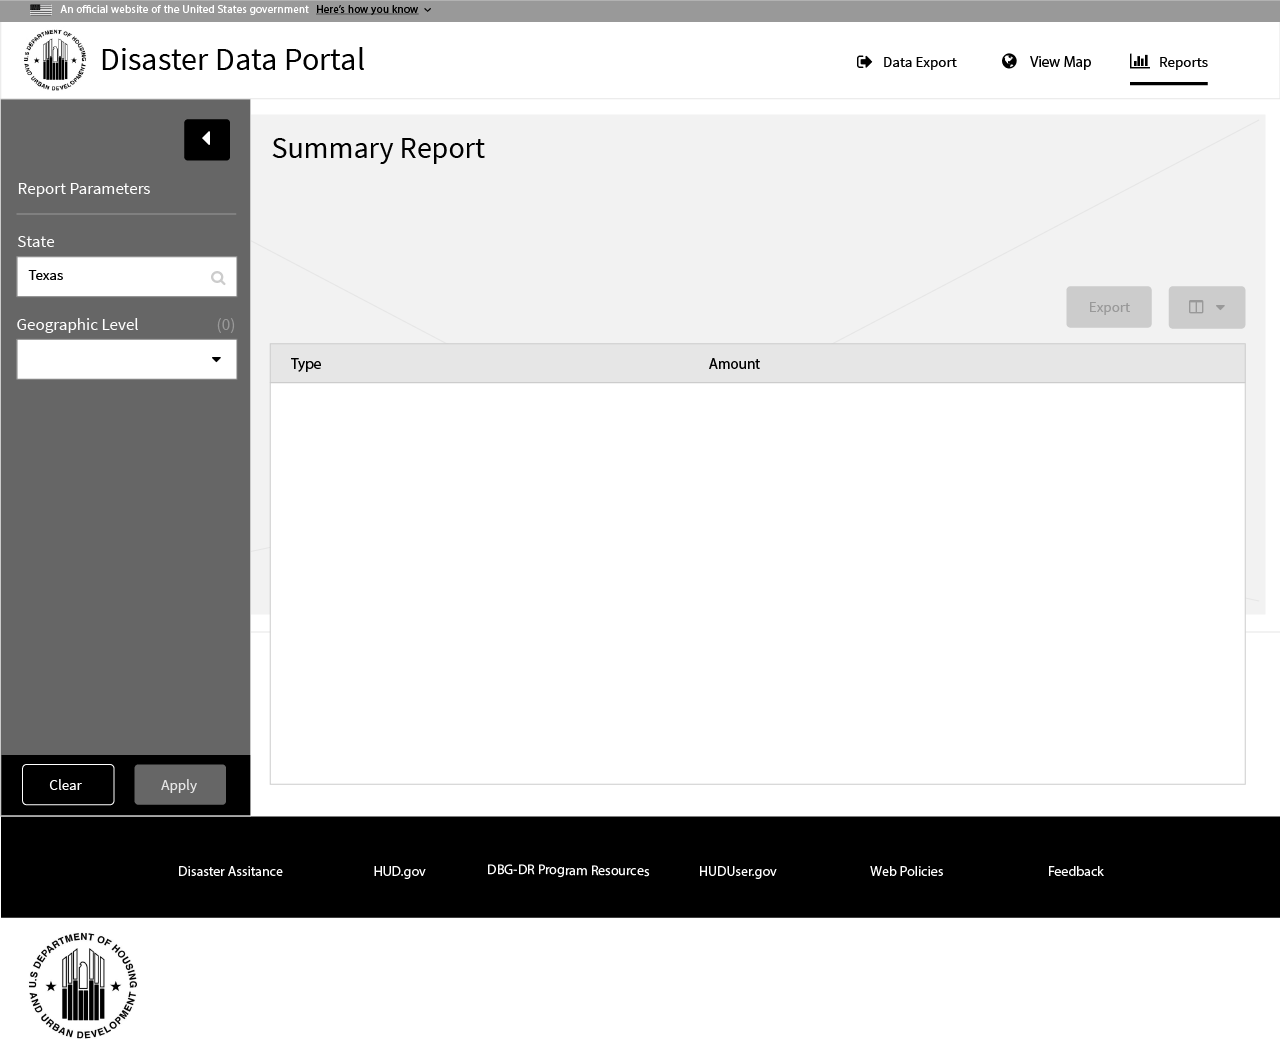 An official website of the United States government Here's how you know
U.S DEPARTMENT OF HOUSING AND URBAN DEVELOPMENT
Disaster Data Portal
Data Export
View Map
Reports
Summary Report
Report Parameters
State
Texas
Geographic Level (0)
Export
Type Amount
Clear
Apply
Disaster Assitance
HUD.gov
DBG-DR Program Resources
HUDUser.gov
Web Policies
Feedback
U.S DEPARTMENT OF HOUSING AND URBAN DEVELOPMENT